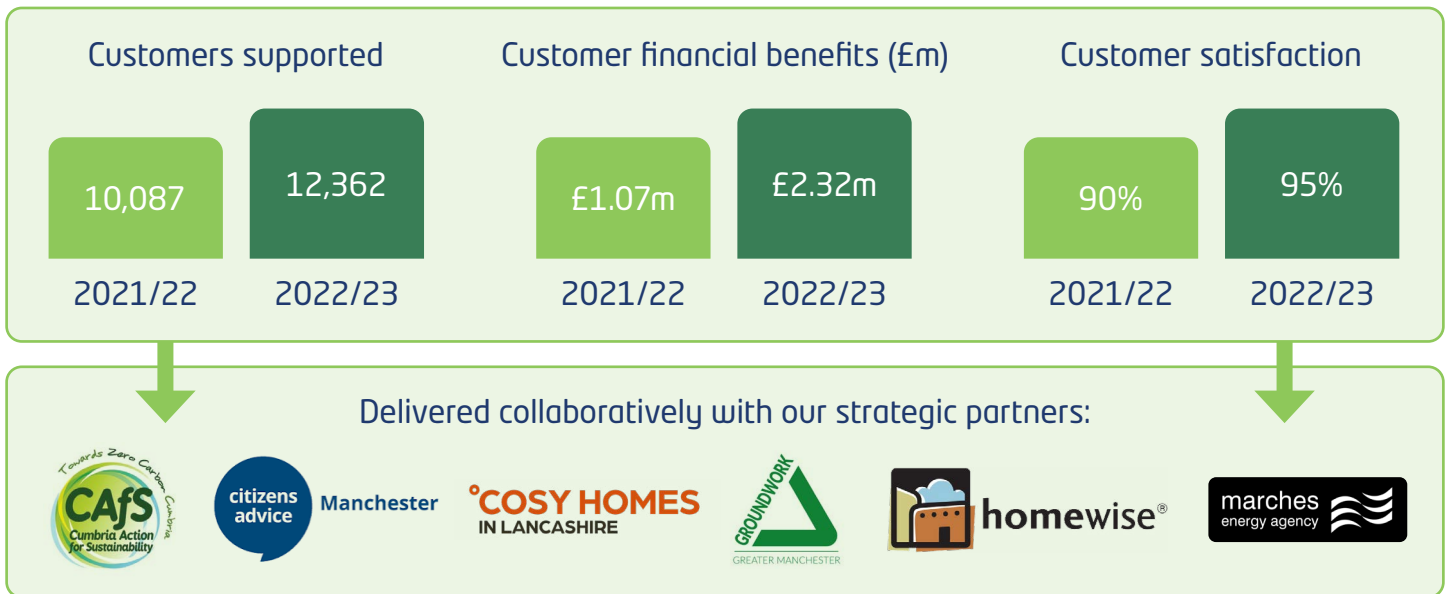 Customers supported
10,087
12,362
2021/22
2022/23
Customer financial benefits (£m)
£1.07m
£2.32m
2021/22
2022/23
Customer satisfaction
90%
95%
2021/22
2022/23
Delivered collaboratively with our strategic partners:
Towards Zero Carbon Cumbria
CAfS
Cumbria Action
for Sustainability
citizens
advice
Manchester
COSY HOMES
IN LANCASHIRE
GROUNDWORK
GREATER MANCHESTER
homewise®
marches
energy agency